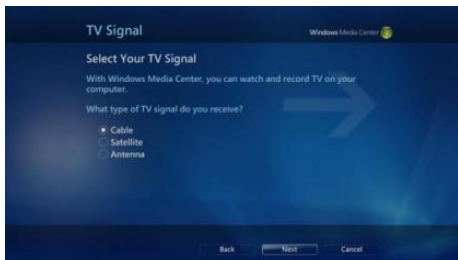 TV Signal
Windows Media Center
Select Your TV Signal
With Windows Media Center, you can watch and record TV on your
computer.
What type of TV signal do you receive?
Cable
Satellite
Antenna
Back Next Cancel